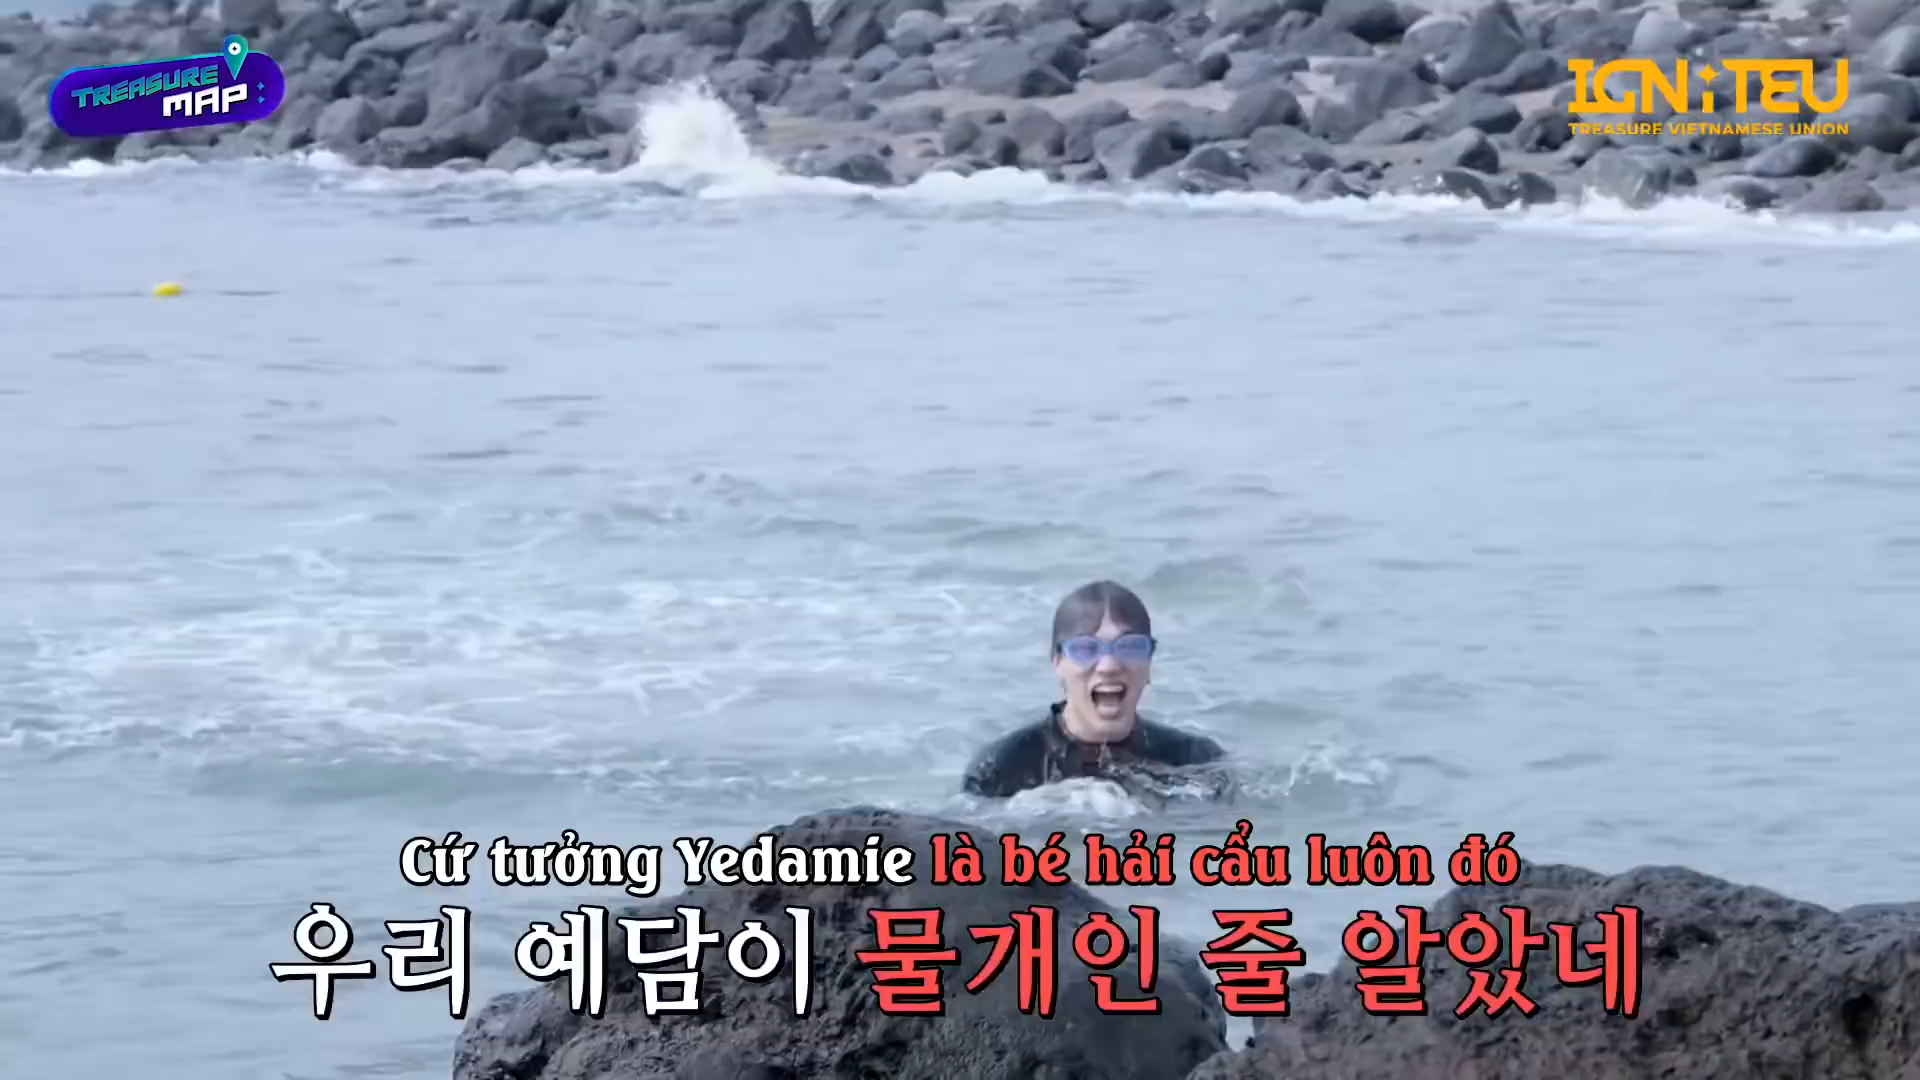 TREASURE
MAP
IGNITEU
TREASURE VIETNAMESE UNION
Cứ tưởng Yedamie là bé hải cẩu luôn đó
우리 예담이 물개인 줄 알았네